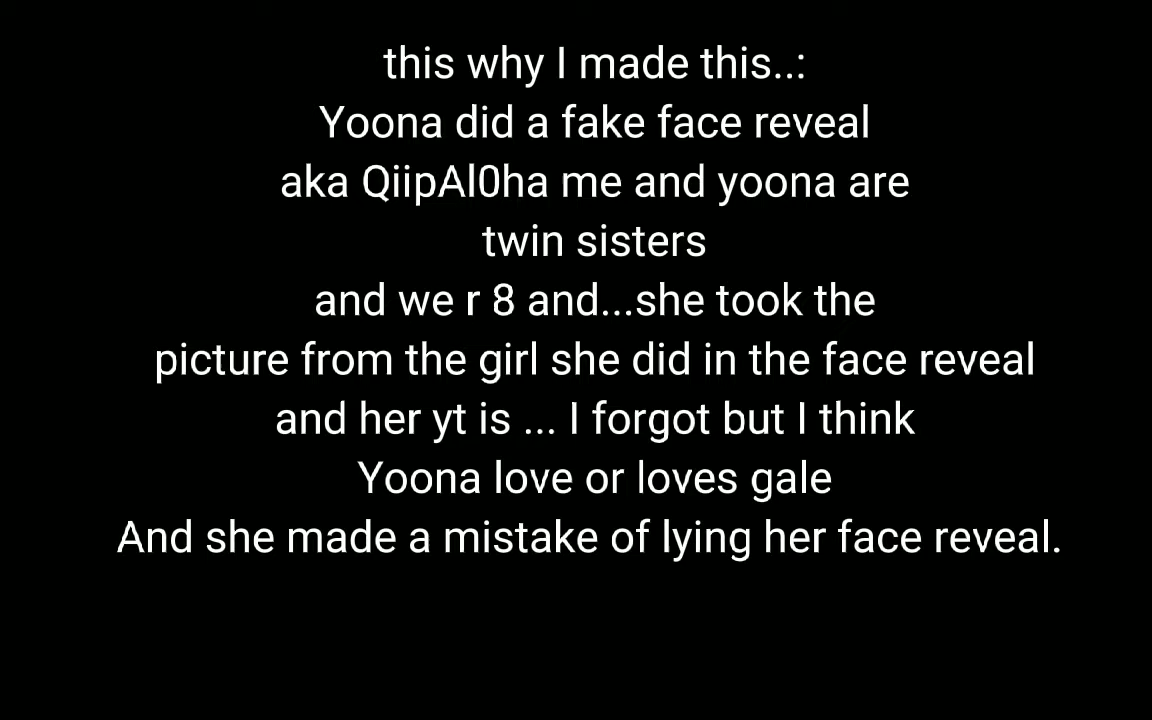 this why I made this..:
Yoona did a fake face reveal
aka QiipAl0ha me and yoona are
twin sisters
and we r 8 and...she took the
picture from the girl she did in the face reveal
and her yt is ... I forgot but I think
Yoona love or loves gale
And she made a mistake of lying her face reveal.